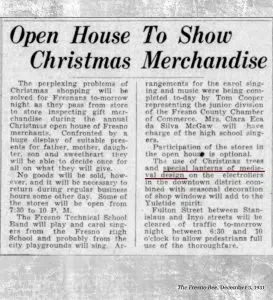 Open House To Show
Christmas Merchandise
The perplexing problems of
Christmas shopping will be
solved for Fresnans to-morrow
night as they pass from store
to store inspecting gift mer-
chandise during the annual
Christmas open house of Fresno
merchants. Confronted by a
huge display of suitable pres-
ents for father, mother, daugh-
ter, son and sweetheart they
will be able to decide once for
all on what they will give.
No goods will be sold, how-
ever, and it will be necessary to
return during regular business
hours some other day. Some of
the stores will be open from
7:30 to 10 P. M.
The Fresno Technical School
Band will play and carol sing-
ers from the Fresno High
School and probably from the
city playgrounds will sing. Ar-
rangements for the carol sing-
ing and music were being com-
pleted to-day by Tom Cooper
representing the junior division
of the Fresno County Chamber
of Commerce. Mrs. Clara Eca
da Silva McGaw will have
charge of the high school sing-
ers.
Participation of the stores in
the open house is optional.
The use of Christmas trees
and special lanterns of medie-
val design on the electroliers
in the downtown district com-
bined with seasonal decoration
of shop windows will add to the
Yuletide spirit.
Fulton Street between Stan-
islaus and Inyo streets will be
cleared of traffic to-morrow
night between 6:30 and 10
o'clock to allow pedestrians full
use of the thoroughfare.
The Fresno Bee, December 3, 1931